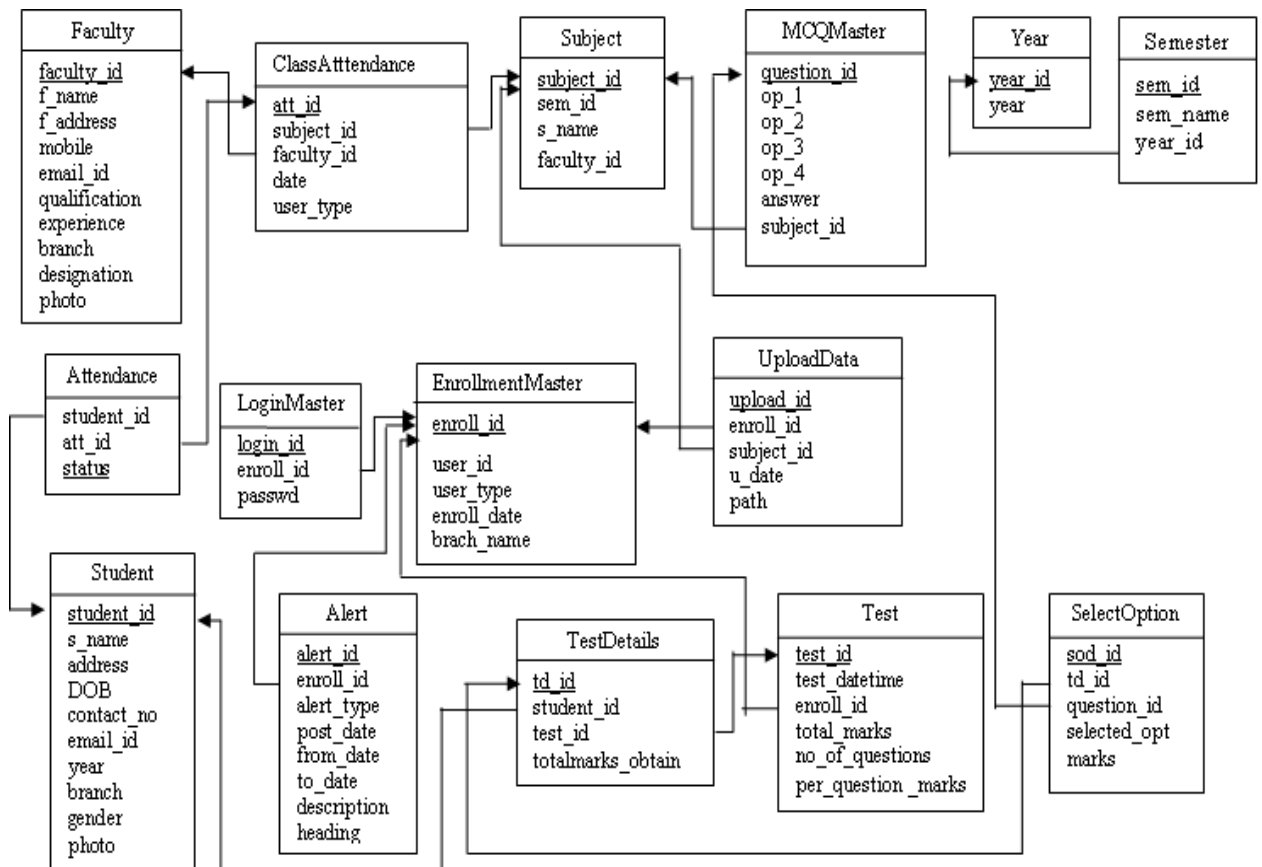 Faculty
faculty_id
f_name
f_address
mobile
email_id
qualification
experience
branch
designation
photo
ClassAtttendance
att_id
subject_id
faculty_id
date
user_type
Subject
subject_id
sem_id
s_name
faculty_id
MCQMaster
question_id
op_1
op_2
op_3
op_4
answer
subject_id
Year
year_id
year
Semester
sem_id
sem_name
year_id
Attendance
student_id
att_id
status
LoginMaster
login_id
enroll_id
passwd
EnrollmentMaster
enroll_id
user_id
user_type
enroll_date
brach_name
UploadData
upload_id
enroll_id
subject_id
u_date
path
Student
student_id
s_name
address
DOB
contact_no
email_id
year
branch
gender
photo
Alert
alert_id
enroll_id
alert_type
post_date
from_date
to_date
description
heading
TestDetails
td_id
student_id
test_id
totalmarks_obtain
Test
test_id
test_datetime
enroll_id
total_marks
no_of_questions
per_question _marks
SelectOption
sod_id
td_id
question_id
selected_opt
marks